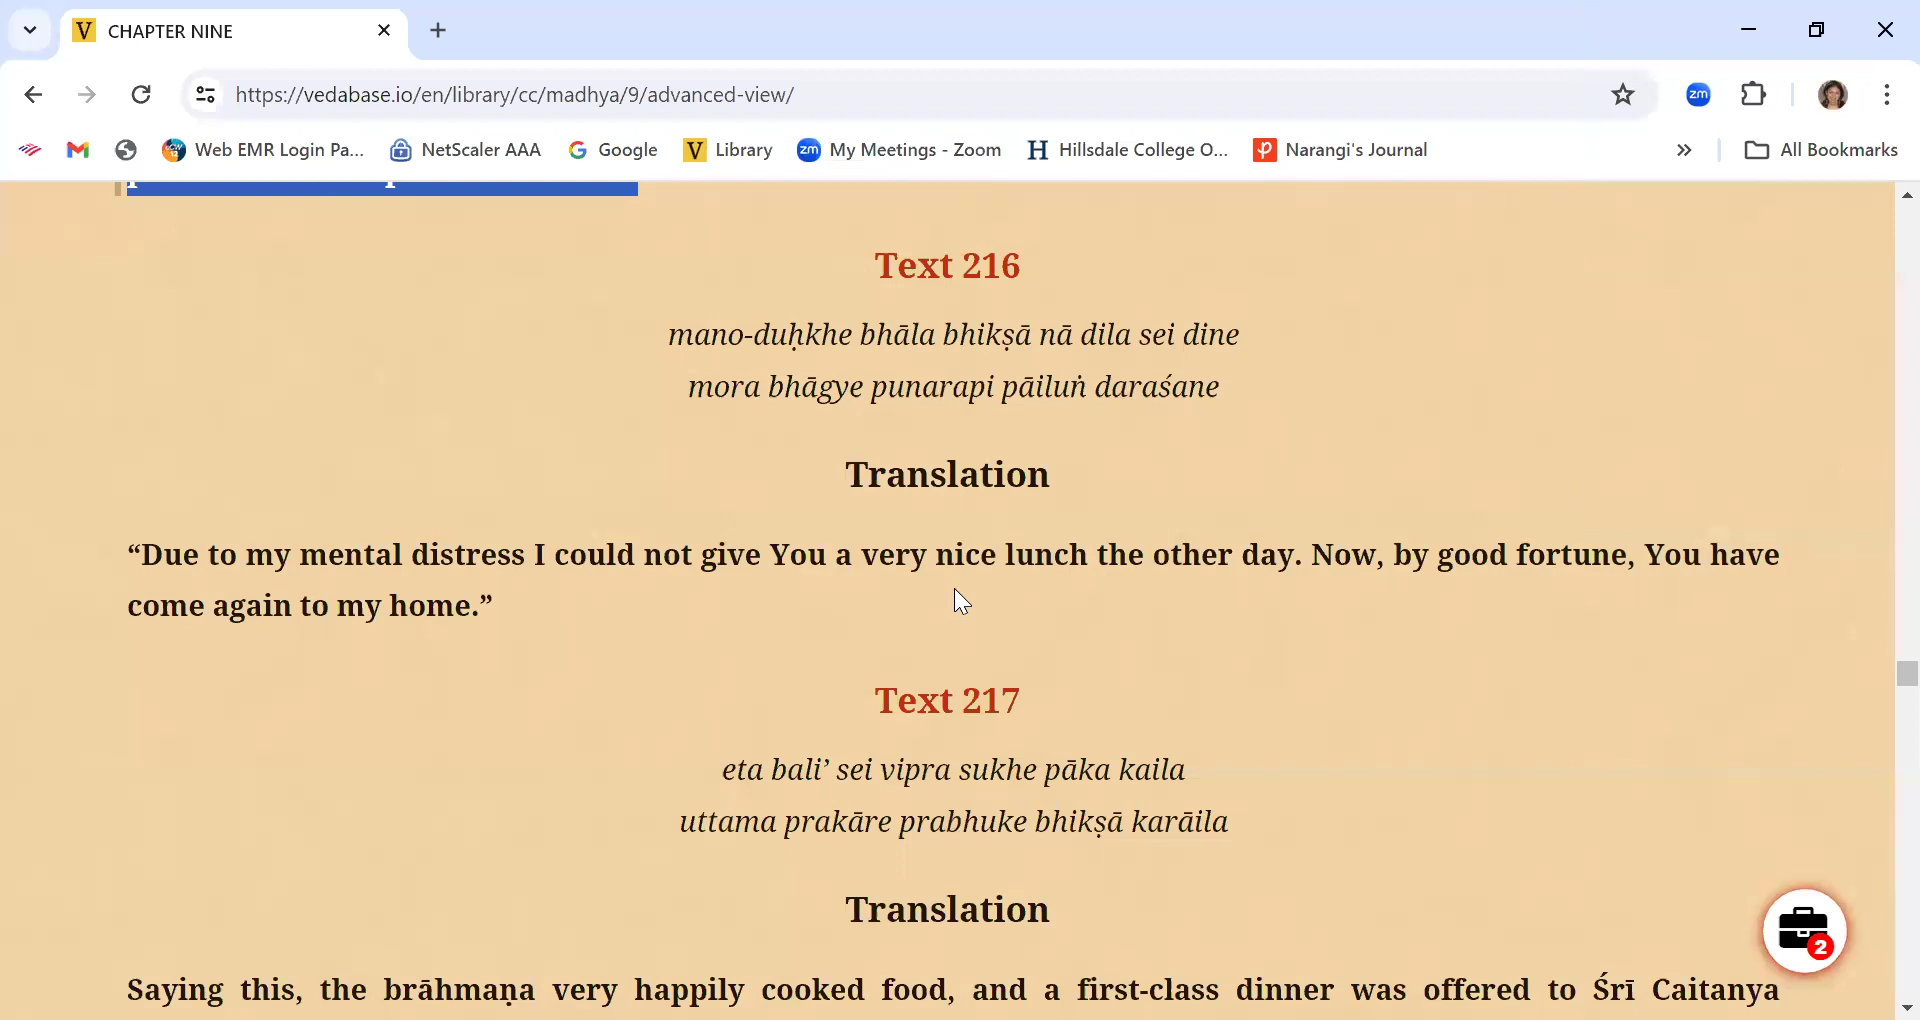 CHAPTER NINE
https://vedabase.io/en/library/cc/madhya/9/advanced-view/
zm
Web EMR Login Pa... NetScaler AAA Google Library My Meetings - Zoom Hillsdale College O... Narangi's Journal » All Bookmarks
Text 216
mano-duḥkhe bhāla bhikṣā nā dila sei dine
mora bhāgye punarapi pāiluṅ daraśane
Translation
“Due to my mental distress I could not give You a very nice lunch the other day. Now, by good fortune, You have
come again to my home.”
Text 217
eta bali’ sei vipra sukhe pāka kaila
uttama prakāre prabhuke bhikṣā karāila
Translation
2
Saying this, the brāhmaṇa very happily cooked food, and a first-class dinner was offered to Śrī Caitanya